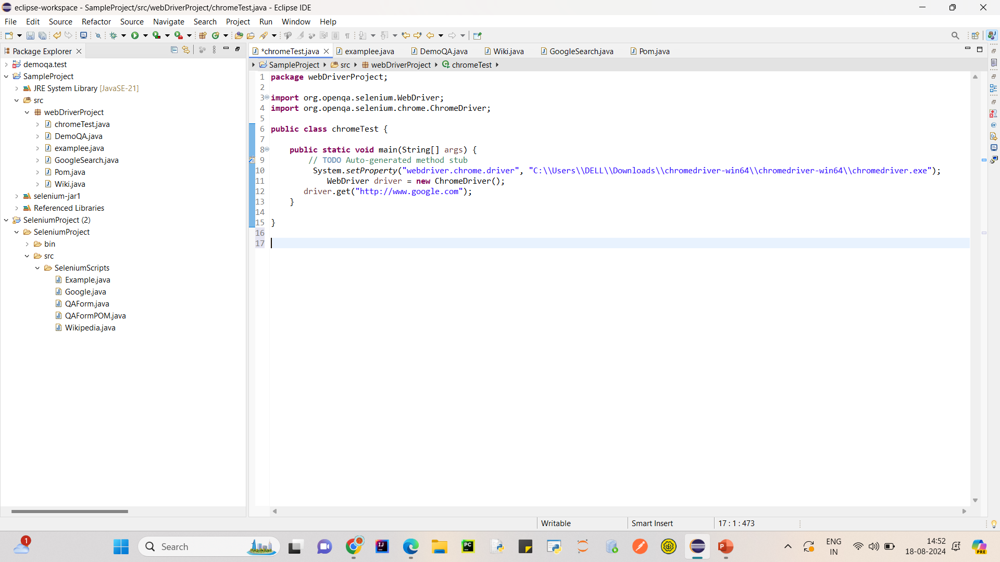 eclipse-workspace - SampleProject/src/webDriverProject/chromeTest.java - Eclipse IDE
File Edit Source Refactor Source Navigate Search Project Run Window Help
Package Explorer
demoqa.test
SampleProject
JRE System Library [JavaSE-21]
src
webDriverProject
chromeTest.java
DemoQA.java
examplee.java
GoogleSearch.java
Pom.java
Wiki.java
selenium-jar1
Referenced Libraries
SeleniumProject (2)
SeleniumProject
bin
src
SeleniumScripts
Example.java
Google.java
QAForm.java
QAFormPOM.java
Wikipedia.java
*chromeTest.java examplee.java DemoQA.java Wiki.java GoogleSearch.java Pom.java
SampleProject src webDriverProject chromeTest
1 package webDriverProject;
2
3 import org.openqa.selenium.WebDriver;
4 import org.openqa.selenium.chrome.ChromeDriver;
5
6 public class chromeTest {
7
8 public static void main(String[] args) {
9 // TODO Auto-generated method stub
10 System.setProperty("webdriver.chrome.driver", "C:\\Users\\DELL\\Downloads\\chromedriver-win64\\chromedriver-win64\\chromedriver.exe");
11 WebDriver driver = new ChromeDriver();
12 driver.get("http://www.google.com");
13 }
14
15 }
16
17
Writable Smart Insert 17 : 1 : 473
1
Search
ENG
IN
14:52
18-08-2024